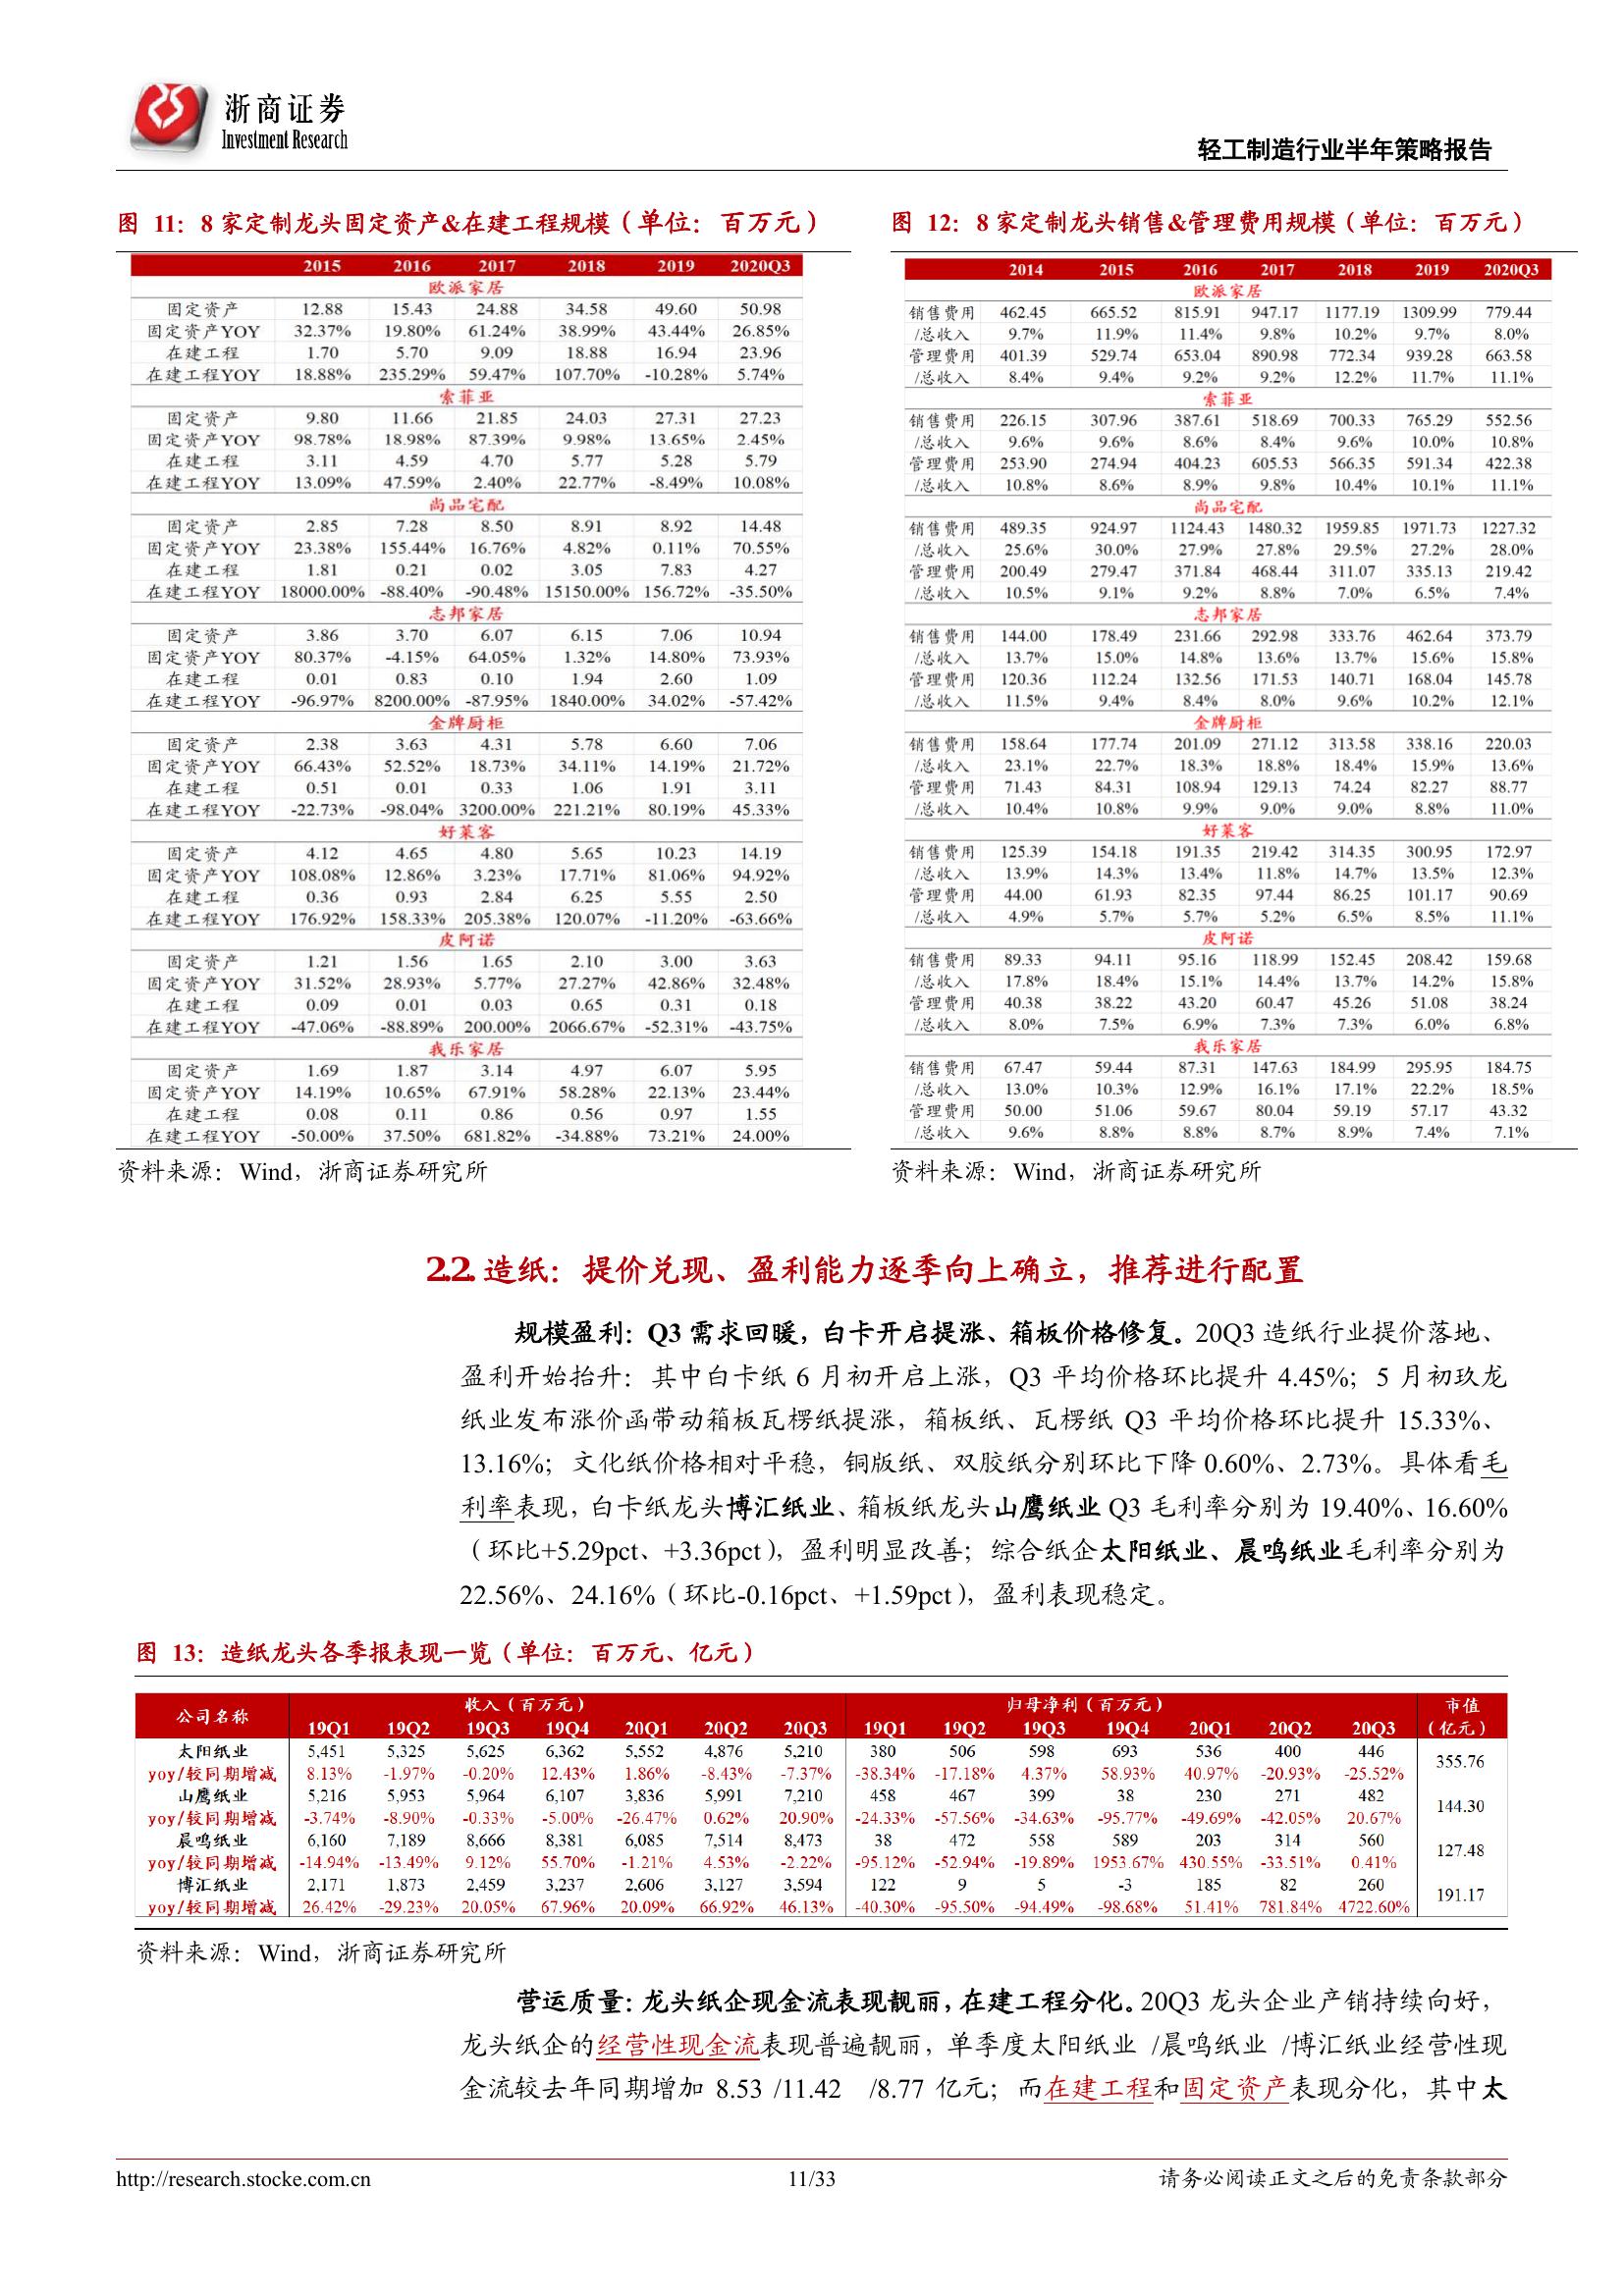 浙商证券
Investment Research
轻工制造行业半年策略报告
图 11：8 家定制龙头固定资产&在建工程规模（单位：百万元）
2015 2016 2017 2018 2019 2020Q3
欧派家居
固定资产 12.88 15.43 24.88 34.58 49.60 50.98
固定资产YOY 32.37% 19.80% 61.24% 38.99% 43.44% 26.85%
在建工程 1.70 5.70 9.09 18.88 16.94 23.96
在建工程YOY 18.88% 235.29% 59.47% 107.70% -10.28% 5.74%
索菲亚
固定资产 9.80 11.66 21.85 24.03 27.31 27.23
固定资产YOY 98.78% 18.98% 87.39% 9.98% 13.65% 2.45%
在建工程 3.11 4.59 4.70 5.77 5.28 5.79
在建工程YOY 13.09% 47.59% 2.40% 22.77% -8.49% 10.08%
尚品宅配
固定资产 2.85 7.28 8.50 8.91 8.92 14.48
固定资产YOY 23.38% 155.44% 16.76% 4.82% 0.11% 70.55%
在建工程 1.81 0.21 0.02 3.05 7.83 4.27
在建工程YOY 18000.00% -88.40% -90.48% 15150.00% 156.72% -35.50%
志邦家居
固定资产 3.86 3.70 6.07 6.15 7.06 10.94
固定资产YOY 80.37% -4.15% 64.05% 1.32% 14.80% 73.93%
在建工程 0.01 0.83 0.10 1.94 2.60 1.09
在建工程YOY -96.97% 8200.00% -87.95% 1840.00% 34.02% -57.42%
金牌厨柜
固定资产 2.38 3.63 4.31 5.78 6.60 7.06
固定资产YOY 66.43% 52.52% 18.73% 34.11% 14.19% 21.72%
在建工程 0.51 0.01 0.33 1.06 1.91 3.11
在建工程YOY -22.73% -98.04% 3200.00% 221.21% 80.19% 45.33%
好莱客
固定资产 4.12 4.65 4.80 5.65 10.23 14.19
固定资产YOY 108.08% 12.86% 3.23% 17.71% 81.06% 94.92%
在建工程 0.36 0.93 2.84 6.25 5.55 2.50
在建工程YOY 176.92% 158.33% 205.38% 120.07% -11.20% -63.66%
皮阿诺
固定资产 1.21 1.56 1.65 2.10 3.00 3.63
固定资产YOY 31.52% 28.93% 5.77% 27.27% 42.86% 32.48%
在建工程 0.09 0.01 0.03 0.65 0.31 0.18
在建工程YOY -47.06% -88.89% 200.00% 2066.67% -52.31% -43.75%
我乐家居
固定资产 1.69 1.87 3.14 4.97 6.07 5.95
固定资产YOY 14.19% 10.65% 67.91% 58.28% 22.13% 23.44%
在建工程 0.08 0.11 0.86 0.56 0.97 1.55
在建工程YOY -50.00% 37.50% 681.82% -34.88% 73.21% 24.00%
资料来源：Wind，浙商证券研究所
图 12：8 家定制龙头销售&管理费用规模（单位：百万元）
2014 2015 2016 2017 2018 2019 2020Q3
欧派家居
销售费用 462.45 665.52 815.91 947.17 1177.19 1309.99 779.44
/总收入 9.7% 11.9% 11.4% 9.8% 10.2% 9.7% 8.0%
管理费用 401.39 529.74 653.04 890.98 772.34 939.28 663.58
/总收入 8.4% 9.4% 9.2% 9.2% 12.2% 11.7% 11.1%
索菲亚
销售费用 226.15 307.96 387.61 518.69 700.33 765.29 552.56
/总收入 9.6% 9.6% 8.6% 8.4% 9.6% 10.0% 10.8%
管理费用 253.90 274.94 404.23 605.53 566.35 591.34 422.38
/总收入 10.8% 8.6% 8.9% 9.8% 10.4% 10.1% 11.1%
尚品宅配
销售费用 489.35 924.97 1124.43 1480.32 1959.85 1971.73 1227.32
/总收入 25.6% 30.0% 27.9% 27.8% 29.5% 27.2% 28.0%
管理费用 200.49 279.47 371.84 468.44 311.07 335.13 219.42
/总收入 10.5% 9.1% 9.2% 8.8% 7.0% 6.5% 7.4%
志邦家居
销售费用 144.00 178.49 231.66 292.98 333.76 462.64 373.79
/总收入 13.7% 15.0% 14.8% 13.6% 13.7% 15.6% 15.8%
管理费用 120.36 112.24 132.56 171.53 140.71 168.04 145.78
/总收入 11.5% 9.4% 8.4% 8.0% 9.6% 10.2% 12.1%
金牌厨柜
销售费用 158.64 177.74 201.09 271.12 313.58 338.16 220.03
/总收入 23.1% 22.7% 18.3% 18.8% 18.4% 15.9% 13.6%
管理费用 71.43 84.31 108.94 129.13 74.24 82.27 88.77
/总收入 10.4% 10.8% 9.9% 9.0% 9.0% 8.8% 11.0%
好莱客
销售费用 125.39 154.18 191.35 219.42 314.35 300.95 172.97
/总收入 13.9% 14.3% 13.4% 11.8% 14.7% 13.5% 12.3%
管理费用 44.00 61.93 82.35 97.44 86.25 101.17 90.69
/总收入 4.9% 5.7% 5.7% 5.2% 6.5% 8.5% 11.1%
皮阿诺
销售费用 89.33 94.11 95.16 118.99 152.45 208.42 159.68
/总收入 17.8% 18.4% 15.1% 14.4% 13.7% 14.2% 15.8%
管理费用 40.38 38.22 43.20 60.47 45.26 51.08 38.24
/总收入 8.0% 7.5% 6.9% 7.3% 7.3% 6.0% 6.8%
我乐家居
销售费用 67.47 59.44 87.31 147.63 184.99 295.95 184.75
/总收入 13.0% 10.3% 12.9% 16.1% 17.1% 22.2% 18.5%
管理费用 50.00 51.06 59.67 80.04 59.19 57.17 43.32
/总收入 9.6% 8.8% 8.8% 8.7% 8.9% 7.4% 7.1%
资料来源：Wind，浙商证券研究所
2.2. 造纸：提价兑现、盈利能力逐季向上确立，推荐进行配置
规模盈利：Q3 需求回暖，白卡开启提涨、箱板价格修复。20Q3 造纸行业提价落地、
盈利开始抬升：其中白卡纸 6 月初开启上涨，Q3 平均价格环比提升 4.45%；5 月初玖龙
纸业发布涨价函带动箱板瓦楞纸提涨，箱板纸、瓦楞纸 Q3 平均价格环比提升 15.33%、
13.16%；文化纸价格相对平稳，铜版纸、双胶纸分别环比下降 0.60%、2.73%。具体看毛
利率表现，白卡纸龙头博汇纸业、箱板纸龙头山鹰纸业 Q3 毛利率分别为 19.40%、16.60%
（环比+5.29pct、+3.36pct），盈利明显改善；综合纸企太阳纸业、晨鸣纸业毛利率分别为
22.56%、24.16%（环比-0.16pct、+1.59pct），盈利表现稳定。
图 13：造纸龙头各季报表现一览（单位：百万元、亿元）
公司名称 收入（百万元） 归母净利（百万元） 市值（亿元）
19Q1 19Q2 19Q3 19Q4 20Q1 20Q2 20Q3 19Q1 19Q2 19Q3 19Q4 20Q1 20Q2 20Q3
太阳纸业 5,451 5,325 5,625 6,362 5,552 4,876 5,210 380 506 598 693 536 400 446 355.76
yoy/较同期增减 8.13% -1.97% -0.20% 12.43% 1.86% -8.43% -7.37% -38.34% -17.18% 4.37% 58.93% 40.97% -20.93% -25.52%
山鹰纸业 5,216 5,953 5,964 6,107 3,836 5,991 7,210 458 467 399 38 230 271 482 144.30
yoy/较同期增减 -3.74% -8.90% -0.33% -5.00% -26.47% 0.62% 20.90% -24.33% -57.56% -34.63% -95.77% -49.69% -42.05% 20.67%
晨鸣纸业 6,160 7,189 8,666 8,381 6,085 7,514 8,473 38 472 558 589 203 314 560 127.48
yoy/较同期增减 -14.94% -13.49% 9.12% 55.70% -1.21% 4.53% -2.22% -95.12% -52.94% -19.89% 1953.67% 430.55% -33.51% 0.41%
博汇纸业 2,171 1,873 2,459 3,237 2,606 3,127 3,594 122 9 5 -3 185 82 260 191.17
yoy/较同期增减 26.42% -29.23% 20.05% 67.96% 20.09% 66.92% 46.13% -40.30% -95.50% -94.49% -98.68% 51.41% 781.84% 4722.60%
资料来源：Wind，浙商证券研究所
营运质量：龙头纸企现金流表现靓丽，在建工程分化。20Q3 龙头企业产销持续向好，
龙头纸企的经营性现金流表现普遍靓丽，单季度太阳纸业 /晨鸣纸业 /博汇纸业经营性现
金流较去年同期增加 8.53 /11.42 /8.77 亿元；而在建工程和固定资产表现分化，其中太
http://research.stocke.com.cn 11/33 请务必阅读正文之后的免责条款部分